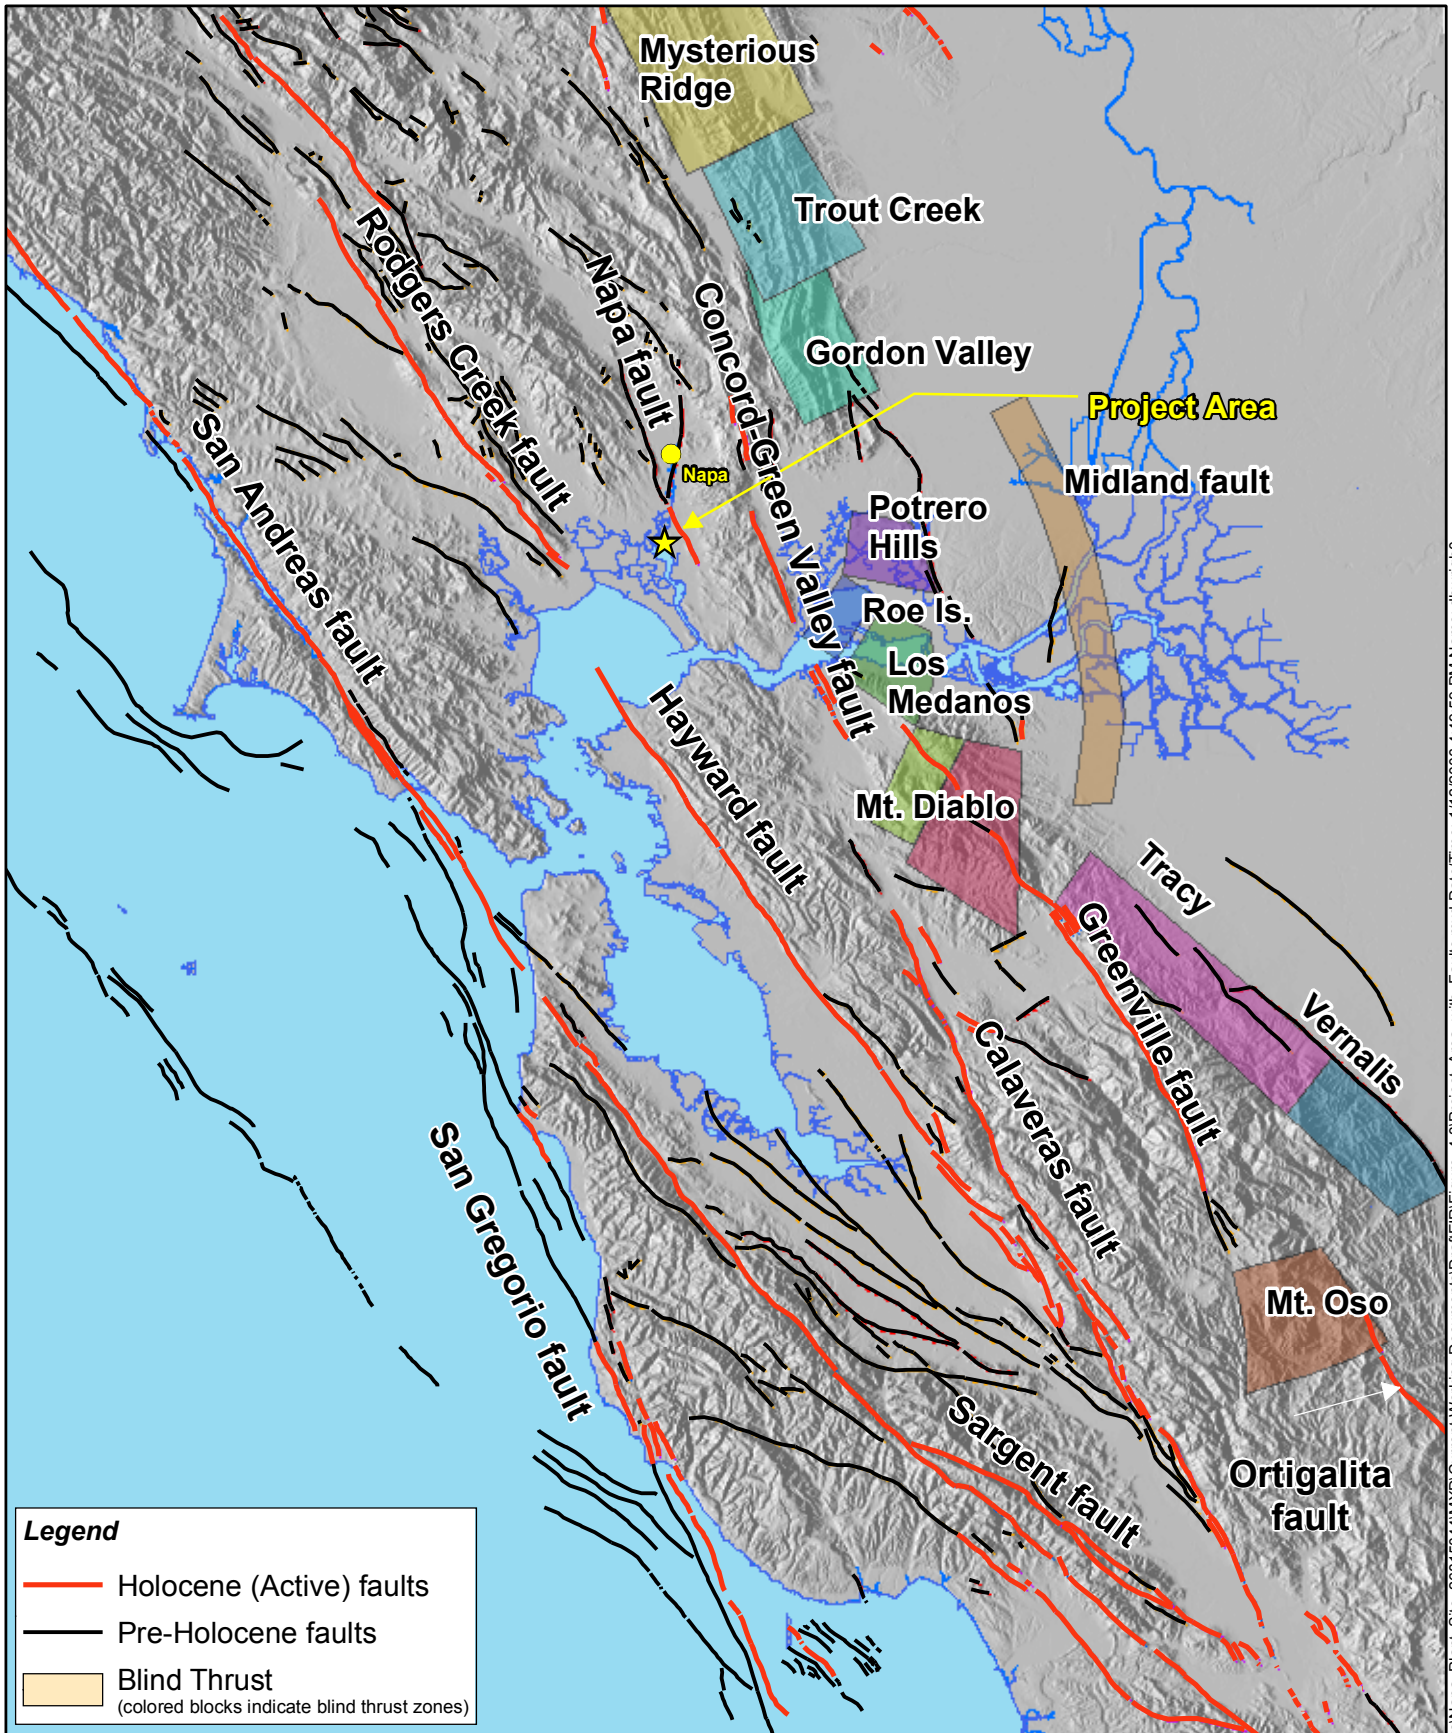 Mysterious
Ridge
Trout Creek
Rodgers Creek fault
Napa fault
Concord-Green Valley fault
Gordon Valley
Project Area
San Andreas fault
Napa
Midland fault
Potrero
Hills
Roe Is.
Los
Medanos
Hayward fault
Mt. Diablo
Tracy
Greenville fault
Vernalis
Calaveras fault
San Gregorio fault
Mt. Oso
Sargent fault
Ortigalita
fault
Legend
Holocene (Active) faults
Pre-Holocene faults
Blind Thrust
(colored blocks indicate blind thrust zones)